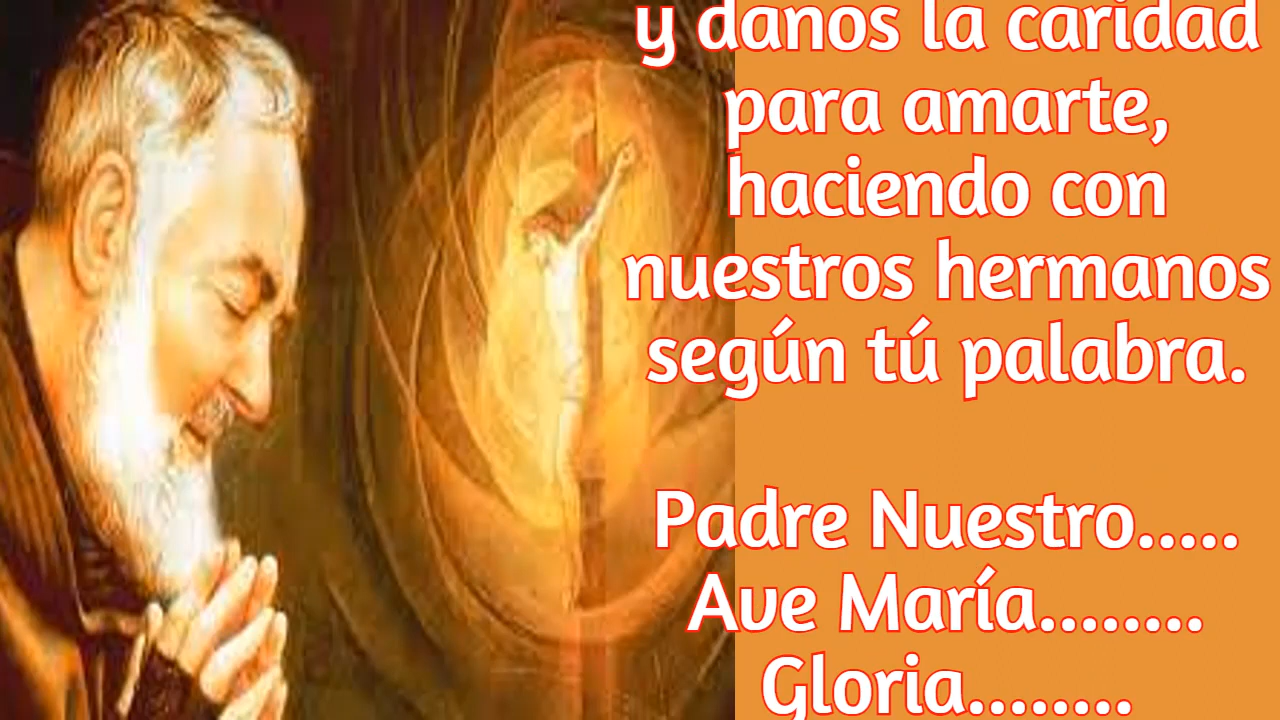 y danos la caridad
para amarte,
haciendo con
nuestros hermanos
según tú palabra.
Padre Nuestro.....
Ave María........
Gloria........